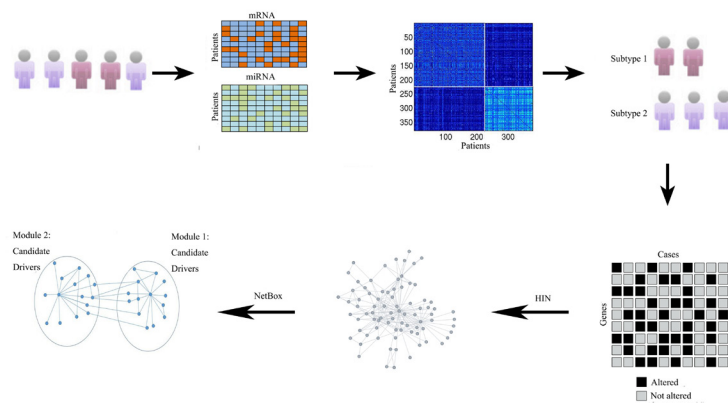 mRNA
Patients
miRNA
Patients
50
100
150
200
250
300
350
Patients
100 200 300
Patients
Subtype 1
Subtype 2
Module 2:
Candidate
Drivers
Module 1:
Candidate
Drivers
NetBox
HIN
Cases
Genes
Altered
Not altered